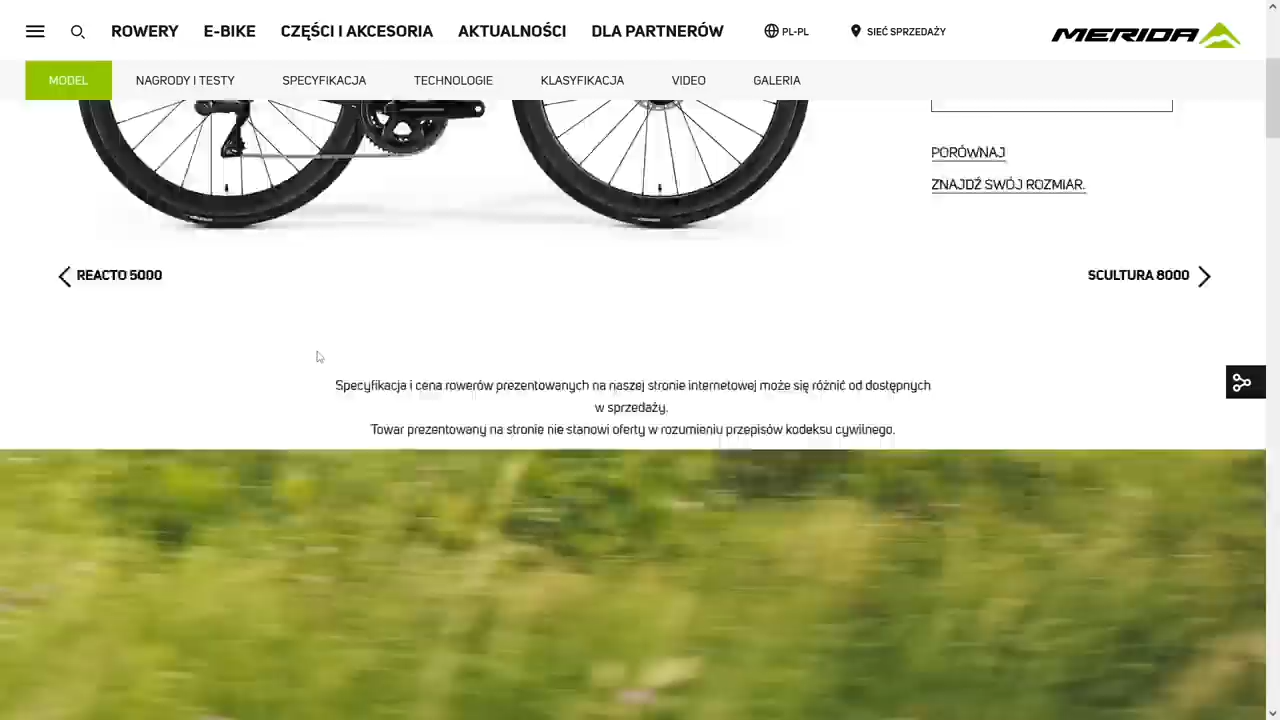 ROWERY E-BIKE CZĘŚCI I AKCESORIA AKTUALNOŚCI DLA PARTNERÓW PL-PL SIEĆ SPRZEDAŻY MERIDA
MODEL NAGRODY I TESTY SPECYFIKACJA TECHNOLOGIE KLASYFIKACJA VIDEO GALERIA
PORÓWNAJ
ZNAJDŹ SWÓJ ROZMIAR.
REACTO 5000 SCULTURA 8000
Specyfikacja i cena rowerów prezentowanych na naszej stronie internetowej może się różnić od dostępnych
w sprzedaży.
Towar prezentowany na stronie nie stanowi oferty w rozumieniu przepisów kodeksu cywilnego.